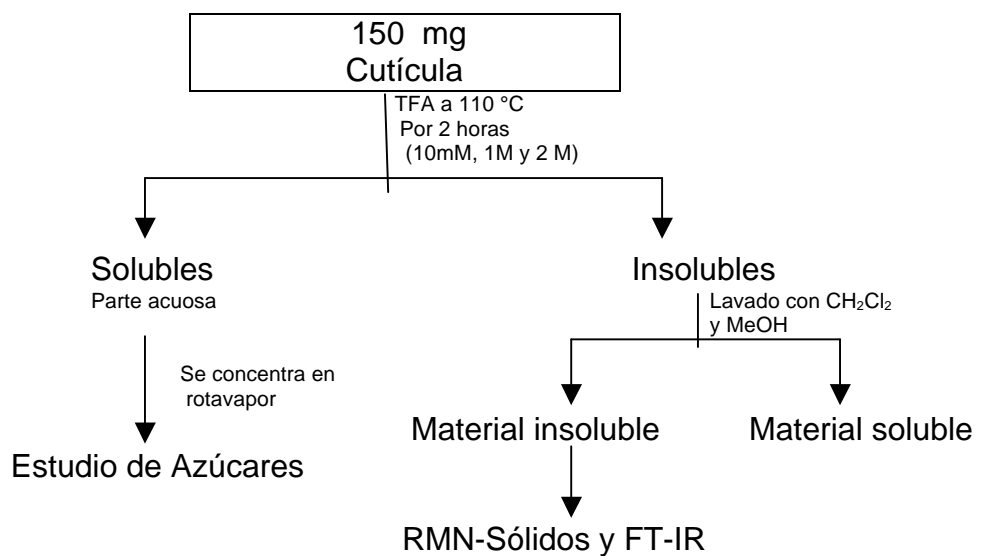 150 mg
Cutícula
TFA a 110 °C
Por 2 horas
(10mM, 1M y 2 M)
Solubles
Parte acuosa
Insolubles
Lavado con CH₂Cl₂
y MeOH
Se concentra en
rotavapor
Material insoluble
Material soluble
Estudio de Azúcares
RMN-Sólidos y FT-IR